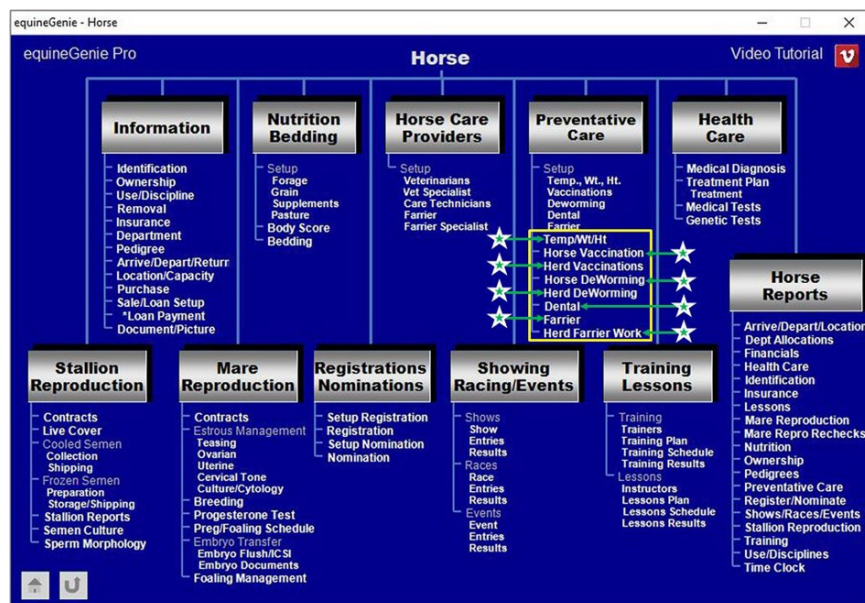 equineGenie - Horse
equineGenie Pro
Horse
Video Tutorial
Information
Identification
Ownership
Use/Discipline
Removal
Insurance
Department
Pedigree
Arrive/Depart/Return
Location/Capacity
Purchase
Sale/Loan Setup
*Loan Payment
Document/Picture
Nutrition
Bedding
Setup
Forage
Grain
Supplements
Pasture
Body Score
Bedding
Horse Care
Providers
Setup
Veterinarians
Vet Specialist
Care Technicians
Farrier
Farrier Specialist
Preventative
Care
Setup
Temp., Wt., Ht.
Vaccinations
Deworming
Dental
Farrier
Temp/Wt/Ht
Horse Vaccination
Herd Vaccinations
Horse DeWorming
Herd DeWorming
Dental
Farrier
Herd Farrier Work
Health
Care
Medical Diagnosis
Treatment Plan
Treatment
Medical Tests
Genetic Tests
Horse
Reports
Arrive/Depart/Location
Dept Allocations
Financials
Health Care
Identification
Insurance
Lessons
Mare Reproduction
Mare Repro Rechecks
Nutrition
Ownership
Pedigrees
Preventative Care
Register/Nominate
Shows/Races/Events
Stallion Reproduction
Training
Use/Disciplines
Time Clock
Stallion
Reproduction
Contracts
Live Cover
Cooled Semen
Collection
Shipping
Frozen Semen
Preparation
Storage/Shipping
Stallion Reports
Semen Culture
Sperm Morphology
Mare
Reproduction
Contracts
Estrous Management
Teasing
Ovarian
Uterine
Cervical Tone
Culture/Cytology
Breeding
Progesterone Test
Preg/Foaling Schedule
Embryo Transfer
Embryo Flush/ICSI
Embryo Documents
Foaling Management
Registrations
Nominations
Setup Registration
Registration
Setup Nomination
Nomination
Showing
Racing/Events
Shows
Show
Entries
Results
Races
Race
Entries
Results
Events
Event
Entries
Results
Training
Lessons
Training
Trainers
Training Plan
Training Schedule
Training Results
Lessons
Instructors
Lessons Plan
Lessons Schedule
Lessons Results